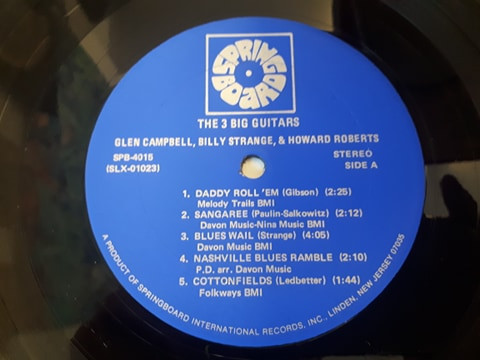 SPRING
BOARD
THE 3 BIG GUITARS
GLEN CAMPBELL, BILLY STRANGE, & HOWARD ROBERTS
SPB-4015
(SLX-01023)
STEREO
SIDE A
1. DADDY ROLL 'EM (Gibson) (2:25)
Melody Trails BMI
2. SANGAREE (Paulin-Salkowitz) (2:12)
Davon Music-Nina Music BMI
3. BLUES WAIL (Strange) (4:05)
Davon Music BMI
4. NASHVILLE BLUES RAMBLE (2:10)
P.D. arr. Davon Music
5. COTTONFIELDS (Ledbetter) (1:44)
Folkways BMI
A PRODUCT OF SPRINGBOARD INTERNATIONAL RECORDS, INC., LINDEN, NEW JERSEY 07036